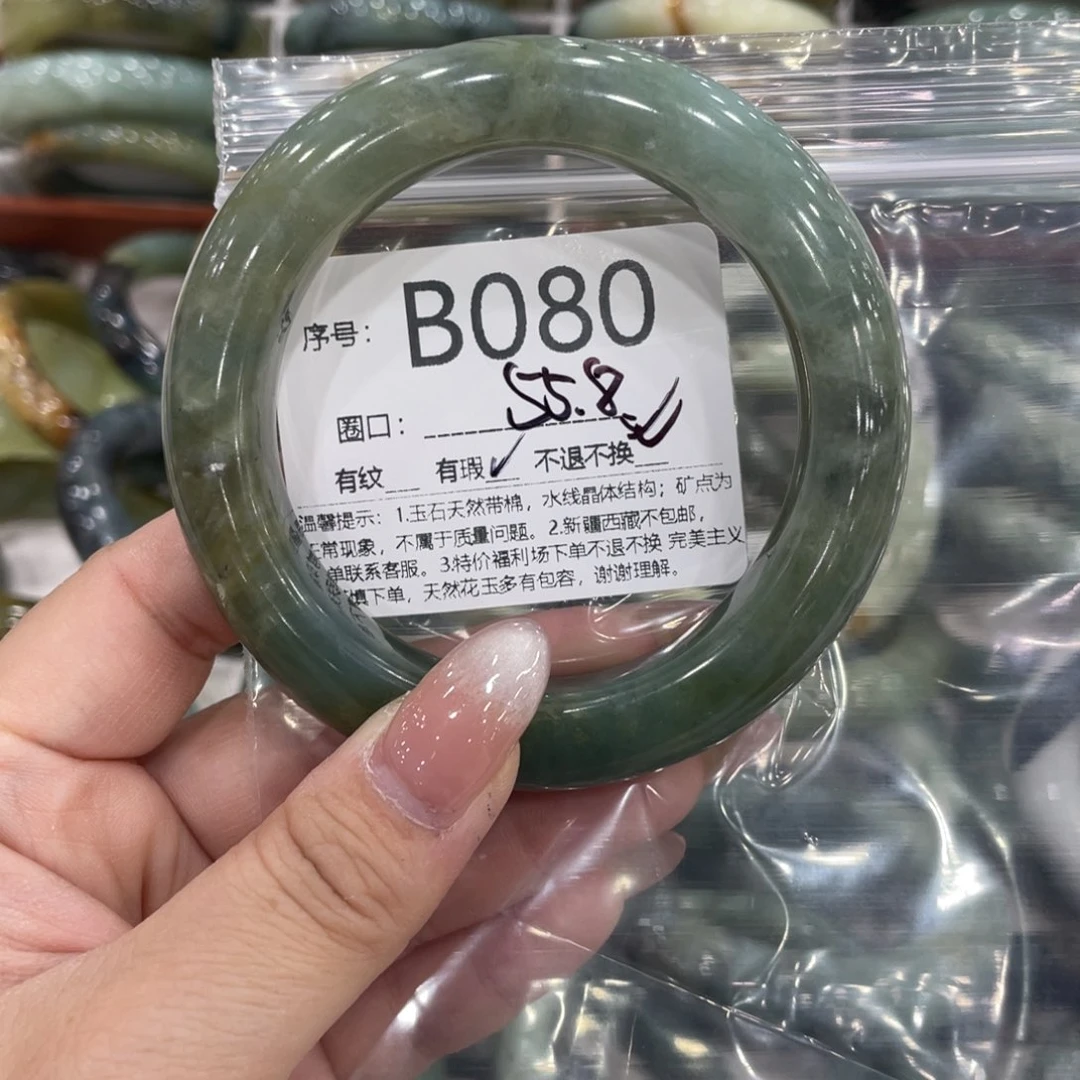 序号: B080
圈口: 55.8
有纹 有瑕✓ 不退不换
温馨提示: 1.玉石天然带棉, 水线晶体结构; 矿点为
常现象, 不属于质量问题。2.新疆西藏不包邮,
单联系客服。3.特价福利场下单不退不换 完美主义
慎下单, 天然花玉多有包容, 谢谢理解。